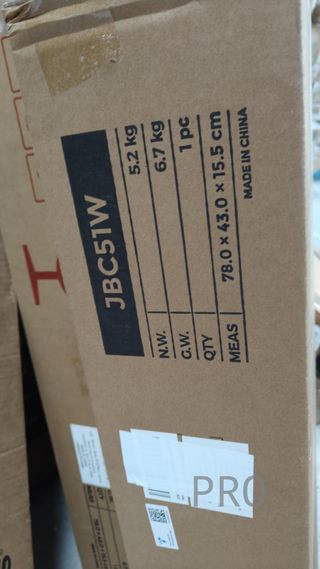 JBC51W
N.W. 5.2 kg
G.W. 6.7 kg
QTY 1 pc
MEAS 78.0 × 43.0 × 15.5 cm
MADE IN CHINA
PRO